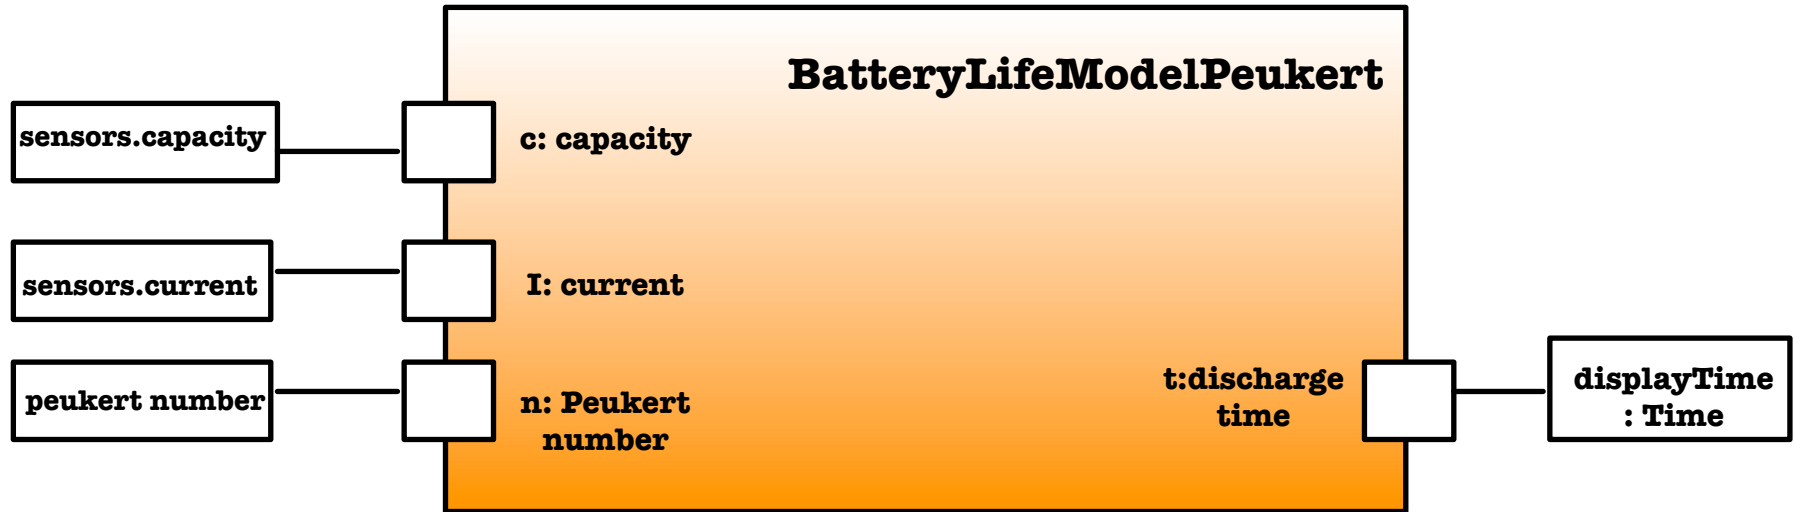 BatteryLifeModelPeukert
sensors.capacity
c: capacity
sensors.current
I: current
peukert number
n: Peukert
number
t:discharge
time
displayTime
: Time